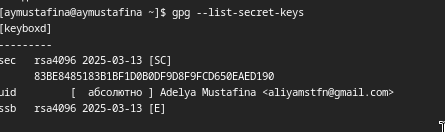 [aymustafina@aymustafina ~]$ gpg --list-secret-keys
[keyboxd]
---------
sec   rsa4096 2025-03-13 [SC]
      83BE8485183B1BF1D0B0DF9D8F9FCD650EAED190
uid           [  абсолютно ] Adelya Mustafina <aliyamstfn@gmail.com>
ssb   rsa4096 2025-03-13 [E]